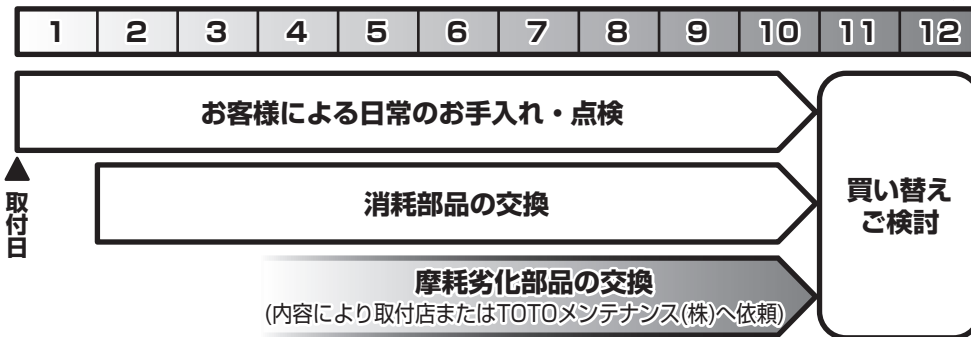 1 2 3 4 5 6 7 8 9 10 11 12
お客様による日常のお手入れ・点検
取付日
消耗部品の交換
摩耗劣化部品の交換
(内容により取付店またはTOTOメンテナンス(株)へ依頼)
買い替え
ご検討